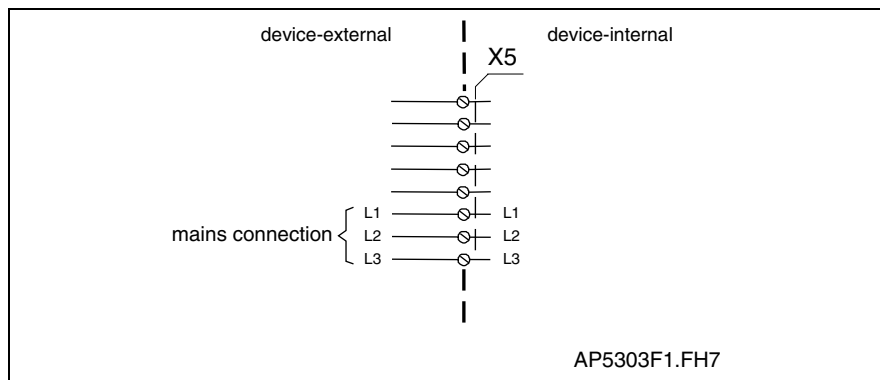 device-external device-internal
X5
L1 L1
mains connection L2 L2
L3 L3
AP5303F1.FH7